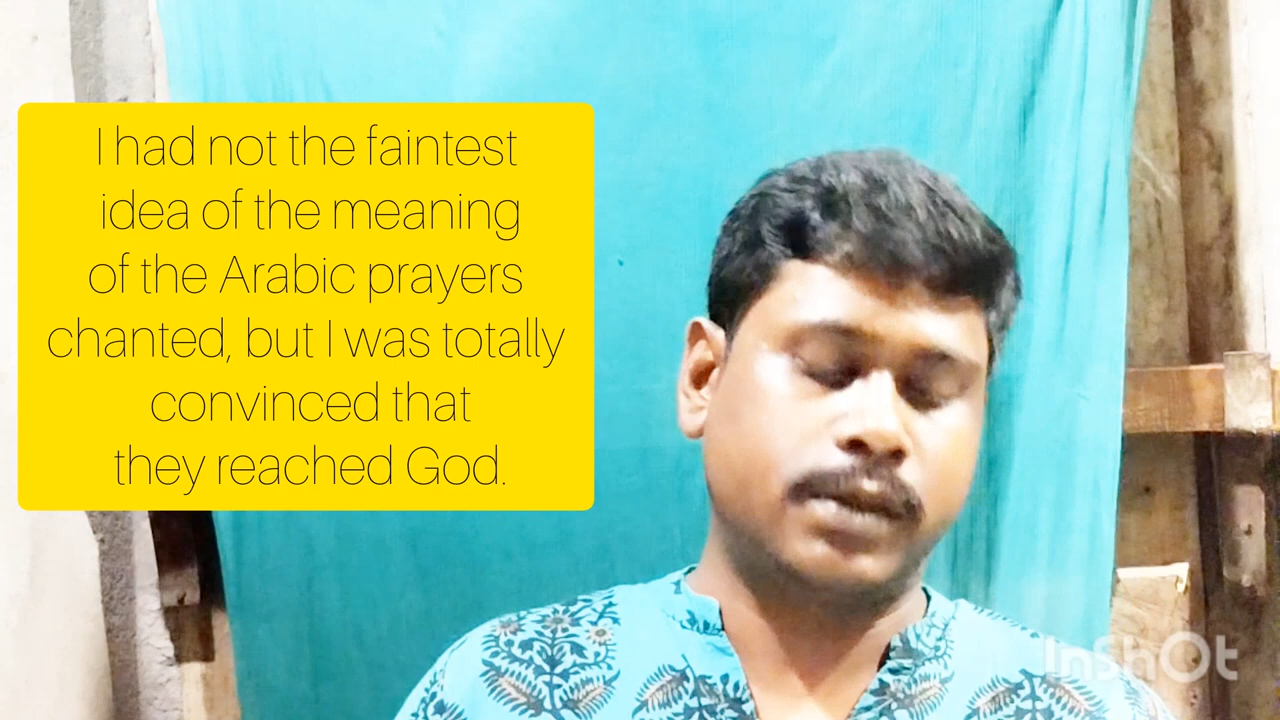 I had not the faintest
idea of the meaning
of the Arabic prayers
chanted, but I was totally
convinced that
they reached God.
InshOt